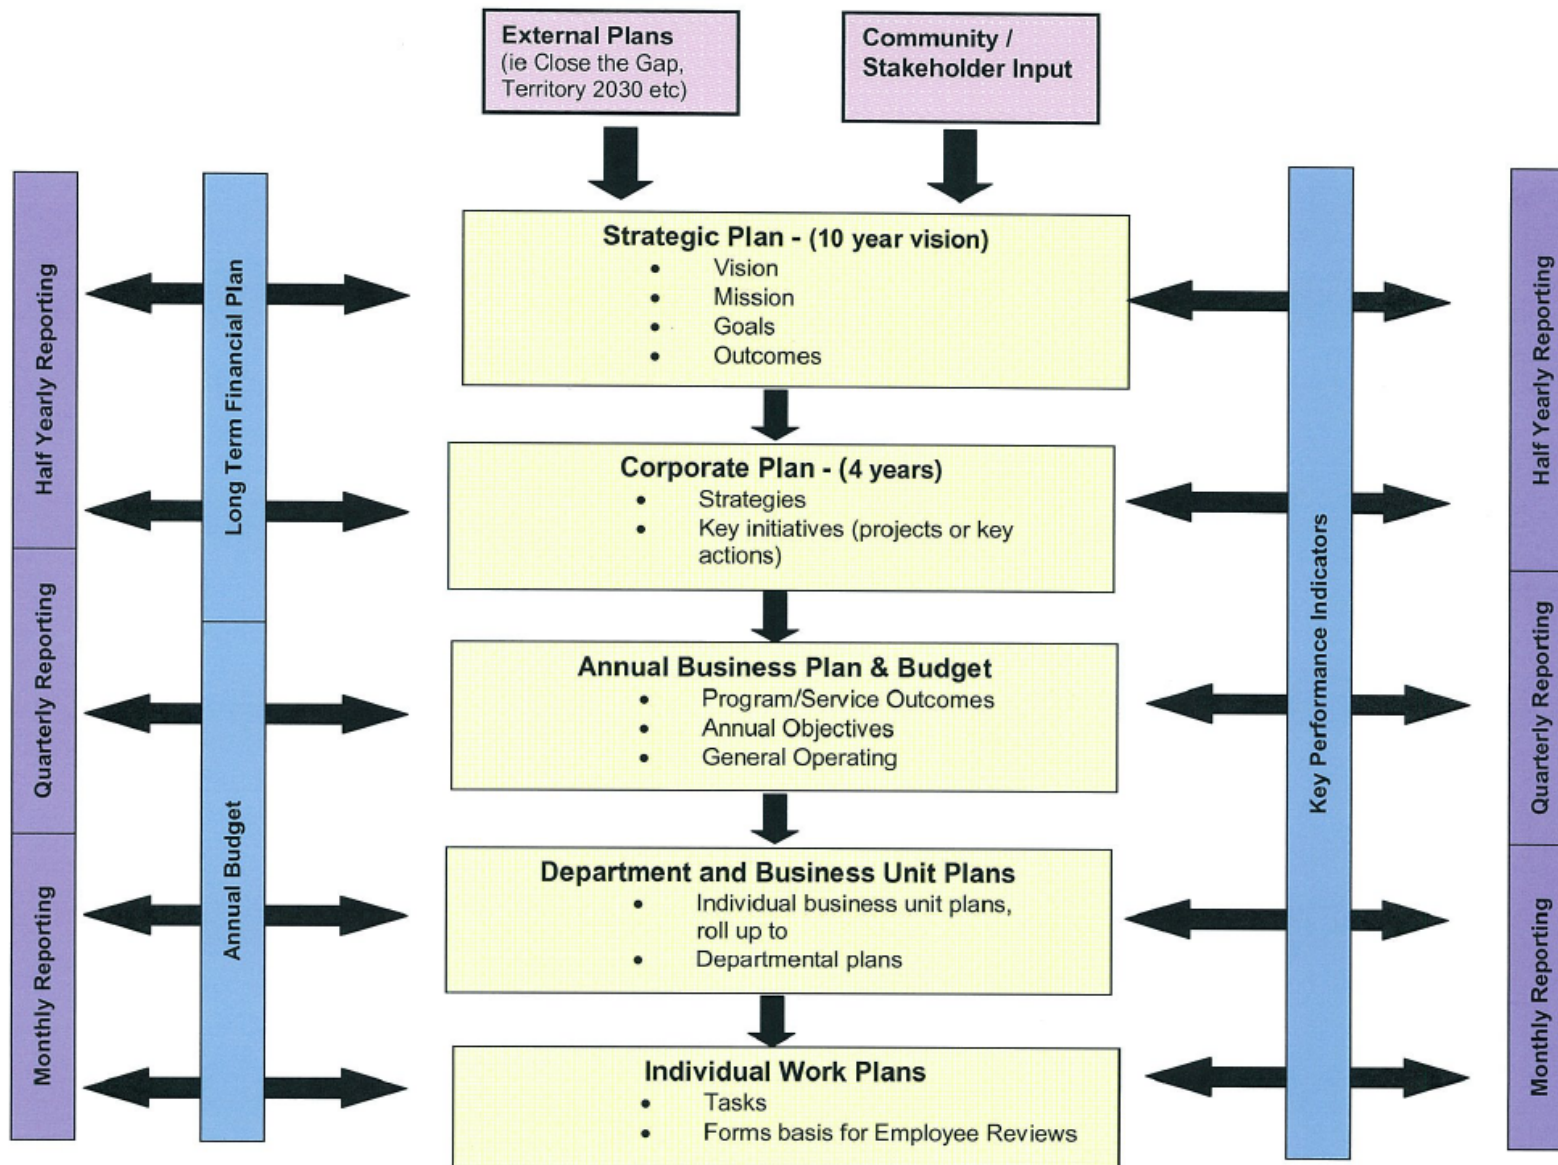 External Plans
(ie Close the Gap,
Territory 2030 etc)
Community /
Stakeholder Input
Half Yearly Reporting
Quarterly Reporting
Monthly Reporting
Long Term Financial Plan
Annual Budget
Strategic Plan - (10 year vision)
• Vision
• Mission
• Goals
• Outcomes
Corporate Plan - (4 years)
• Strategies
• Key initiatives (projects or key
actions)
Annual Business Plan & Budget
• Program/Service Outcomes
• Annual Objectives
• General Operating
Department and Business Unit Plans
• Individual business unit plans,
roll up to
• Departmental plans
Individual Work Plans
• Tasks
• Forms basis for Employee Reviews
Key Performance Indicators
Half Yearly Reporting
Quarterly Reporting
Monthly Reporting